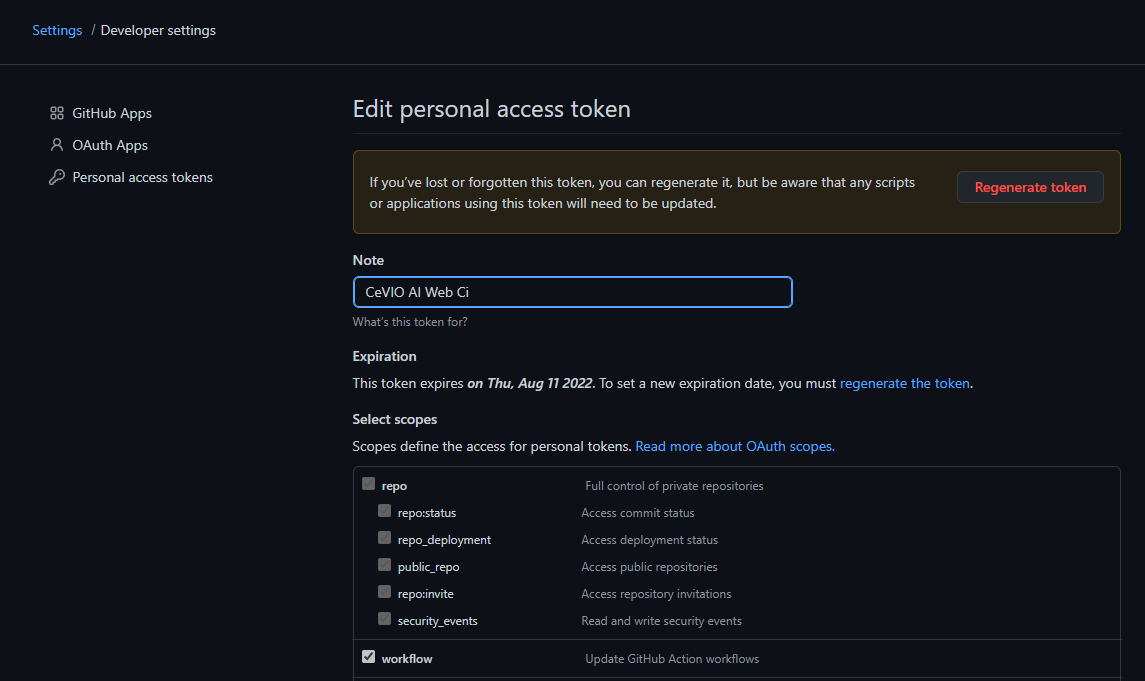 Settings / Developer settings
GitHub Apps
OAuth Apps
Personal access tokens
Edit personal access token
If you've lost or forgotten this token, you can regenerate it, but be aware that any scripts
or applications using this token will need to be updated.
Regenerate token
Note
CeVIO AI Web Ci
What's this token for?
Expiration
This token expires on Thu, Aug 11 2022. To set a new expiration date, you must regenerate the token.
Select scopes
Scopes define the access for personal tokens. Read more about OAuth scopes.
repo Full control of private repositories
repo:status Access commit status
repo_deployment Access deployment status
public_repo Access public repositories
repo:invite Access repository invitations
security_events Read and write security events
workflow Update GitHub Action workflows